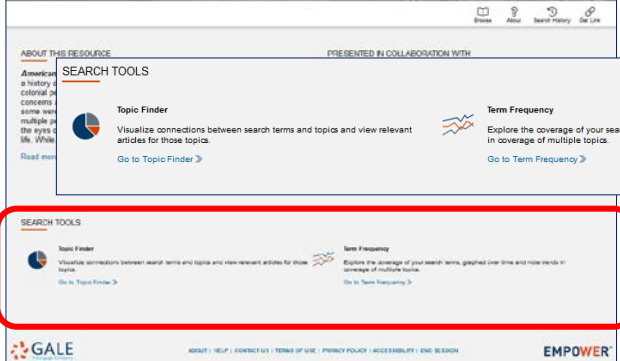 Browse About Search History Get Link
ABOUT THIS RESOURCE PRESENTED IN COLLABORATION WITH
American
a history
colonial pe
concerns a
some were
multiple pe
the eyes o
life. While
Read more
SEARCH TOOLS
Topic Finder
Visualize connections between search terms and topics and view relevant
articles for those topics.
Go to Topic Finder »
Term Frequency
Explore the coverage of your sea
in coverage of multiple topics.
Go to Term Frequency »
SEARCH TOOLS
Topic Finder
Visualize connections between search terms and topics and view relevant articles for those
topics.
Go to Topic Finder »
Term Frequency
Explore the coverage of your search terms, graphed over time and note trends in
coverage of multiple topics.
Go to Term Frequency »
GALE
ABOUT | HELP | CONTACT US | TERMS OF USE | PRIVACY POLICY | ACCESSIBILITY | END SESSION
EMPOWER